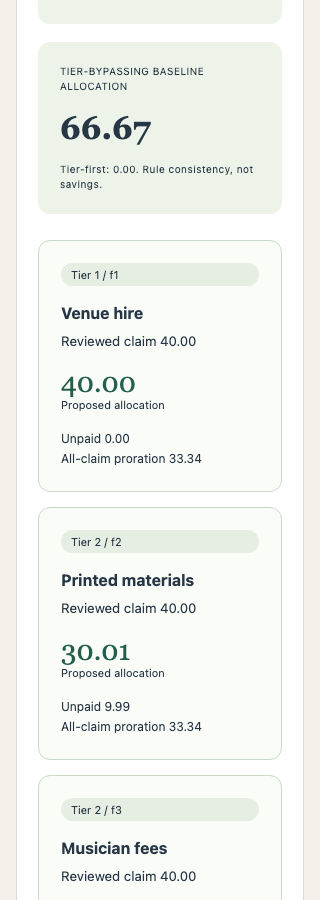 TIER-BYPASSING BASELINE
ALLOCATION
66.67
Tier-first: 0.00. Rule consistency, not
savings.
Tier 1 / f1
Venue hire
Reviewed claim 40.00
40.00
Proposed allocation
Unpaid 0.00
All-claim proration 33.34
Tier 2 / f2
Printed materials
Reviewed claim 40.00
30.01
Proposed allocation
Unpaid 9.99
All-claim proration 33.34
Tier 2 / f3
Musician fees
Reviewed claim 40.00